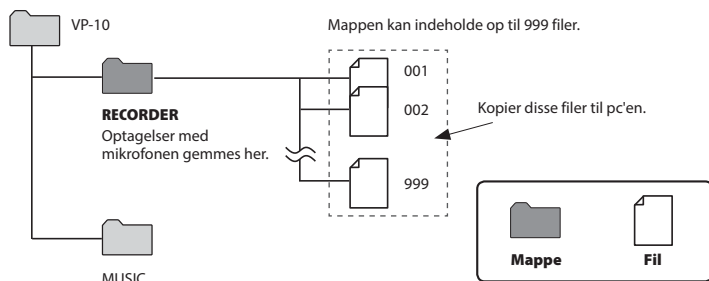 VP-10
Mappen kan indeholde op til 999 filer.
001
RECORDER
002
Kopier disse filer til pc'en.
Optagelser med
mikrofonen gemmes her.
999
Mappe
Fil
MUSIC